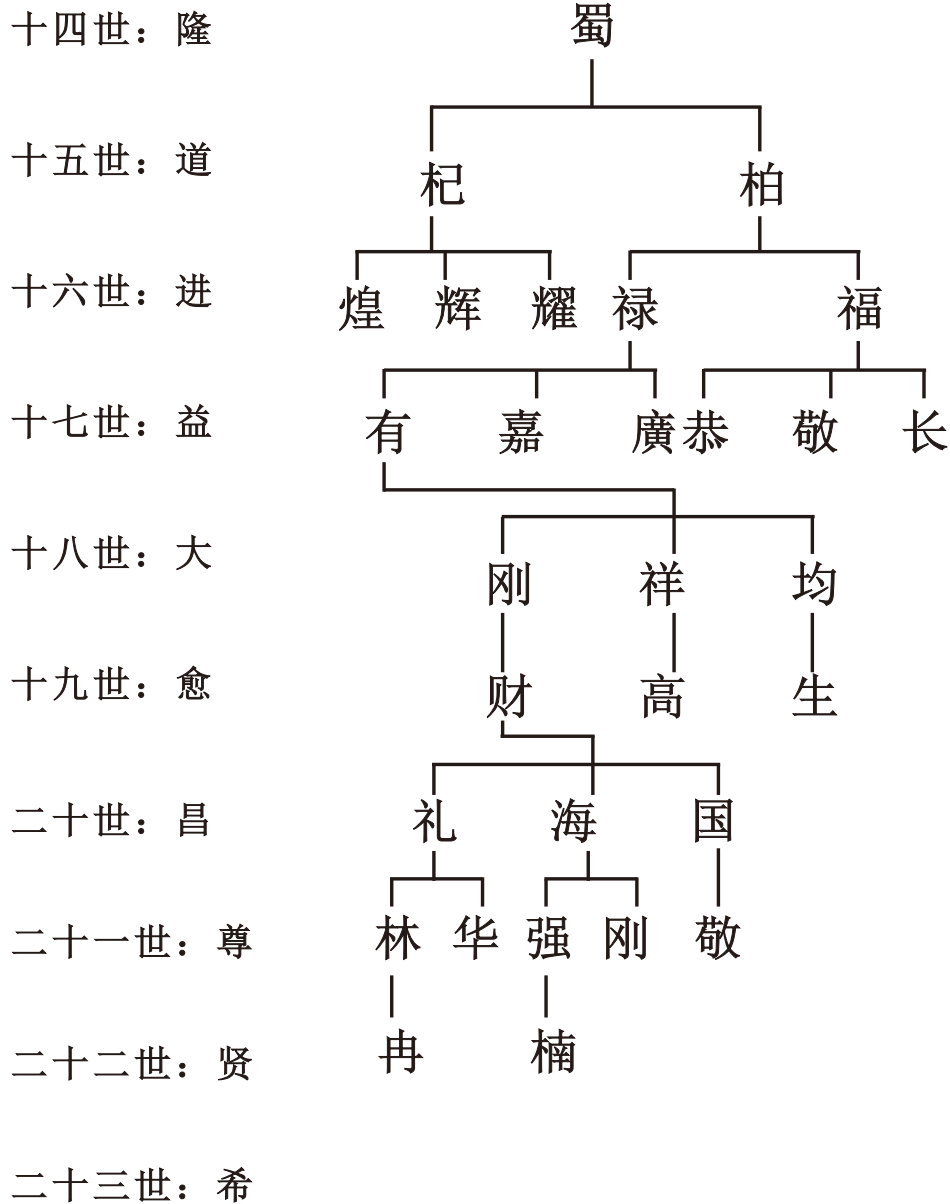 十四世：隆 蜀
十五世：道 杞 柏
十六世：进 煌 辉 耀 禄 福
十七世：益 有 嘉 廣 恭 敬 长
十八世：大 刚 祥 均
十九世：愈 财 高 生
二十世：昌 礼 海 国
二十一世：尊 林 华 强 刚 敬
二十二世：贤 冉 楠
二十三世：希